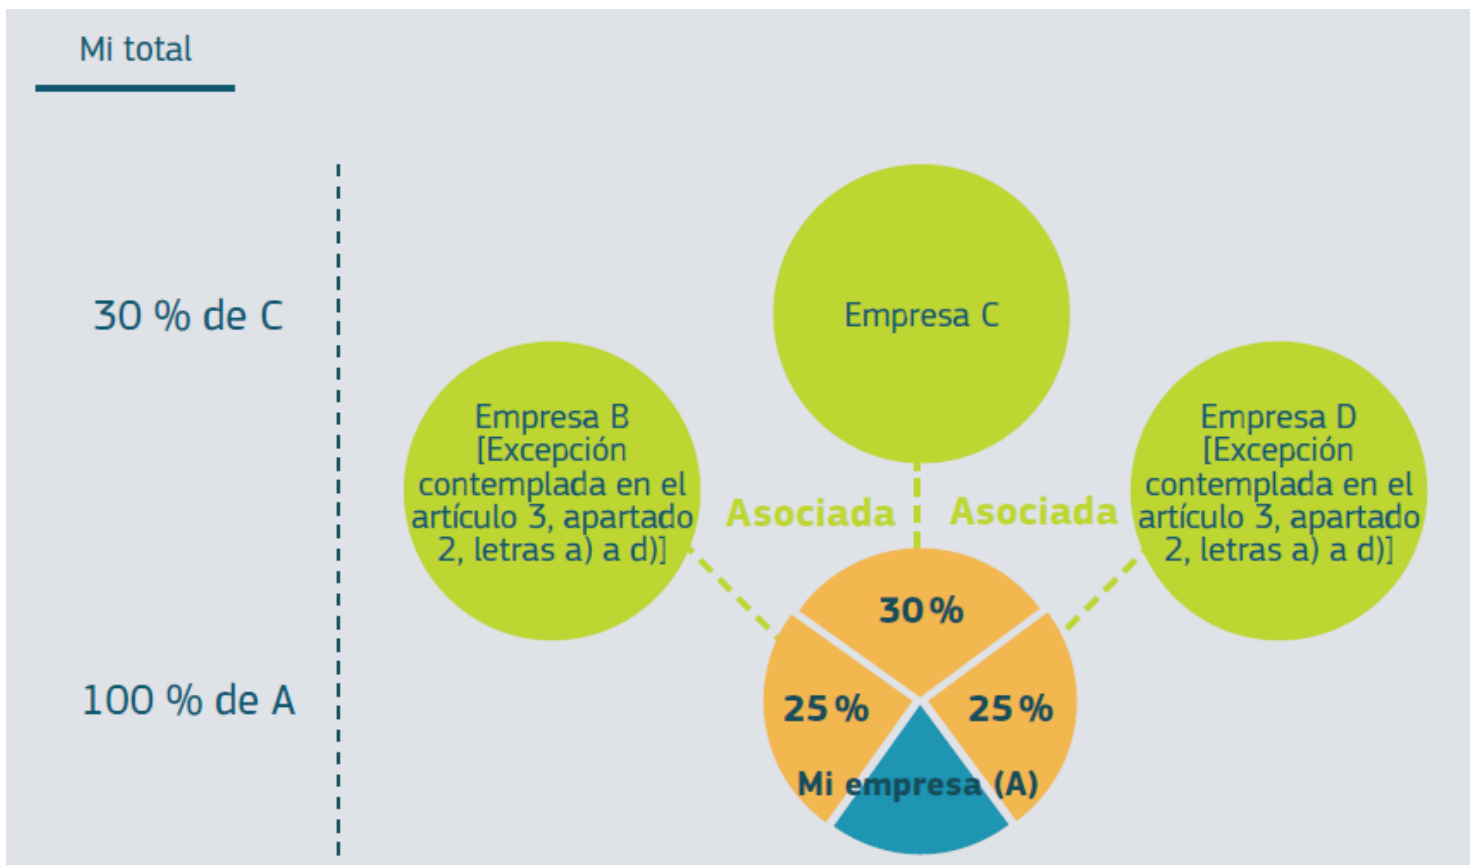 Mi total
30 % de C
100 % de A
Empresa C
Empresa B
[Excepción
contemplada en el
artículo 3, apartado
2, letras a) a d)]
Empresa D
[Excepción
contemplada en el
artículo 3, apartado
2, letras a) a d)]
Asociada
Asociada
30 %
25 %
25 %
Mi empresa (A)